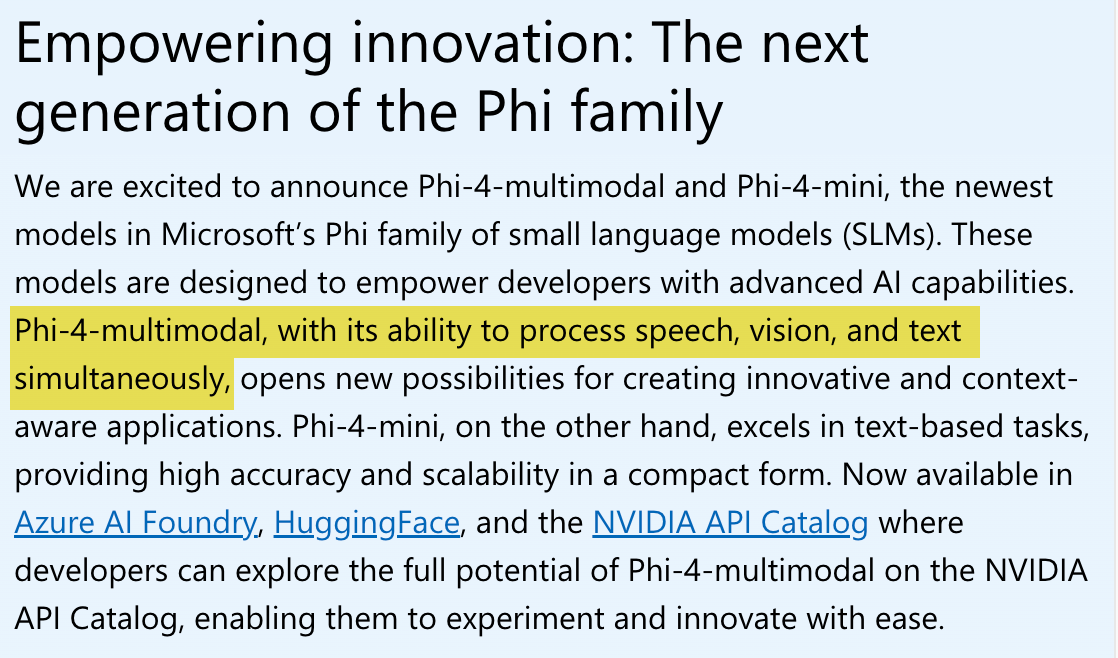 Empowering innovation: The next
generation of the Phi family
We are excited to announce Phi-4-multimodal and Phi-4-mini, the newest
models in Microsoft’s Phi family of small language models (SLMs). These
models are designed to empower developers with advanced AI capabilities.
Phi-4-multimodal, with its ability to process speech, vision, and text
simultaneously, opens new possibilities for creating innovative and context-
aware applications. Phi-4-mini, on the other hand, excels in text-based tasks,
providing high accuracy and scalability in a compact form. Now available in
Azure AI Foundry, HuggingFace, and the NVIDIA API Catalog where
developers can explore the full potential of Phi-4-multimodal on the NVIDIA
API Catalog, enabling them to experiment and innovate with ease.